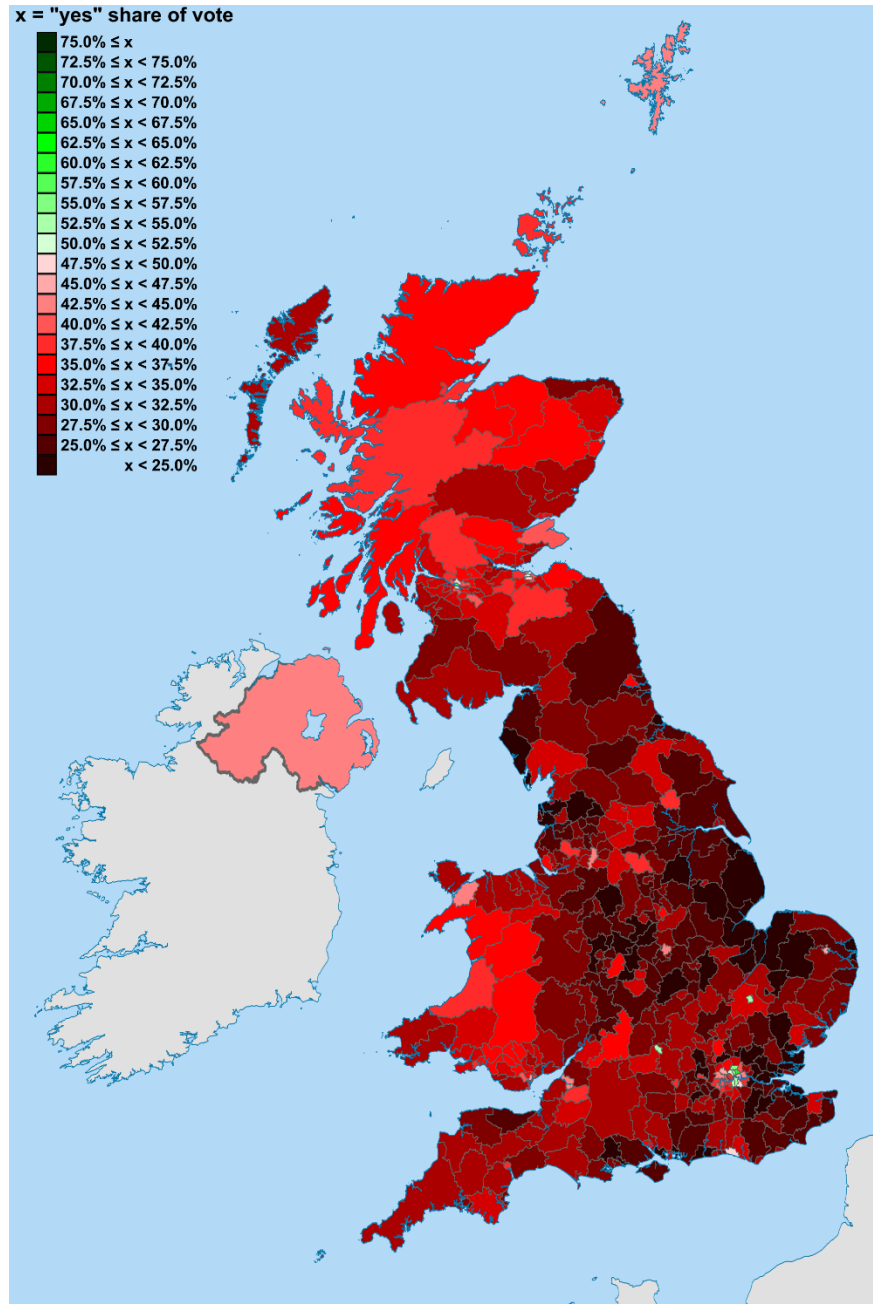 x = "yes" share of vote
75.0% ≤ x
72.5% ≤ x < 75.0%
70.0% ≤ x < 72.5%
67.5% ≤ x < 70.0%
65.0% ≤ x < 67.5%
62.5% ≤ x < 65.0%
60.0% ≤ x < 62.5%
57.5% ≤ x < 60.0%
55.0% ≤ x < 57.5%
52.5% ≤ x < 55.0%
50.0% ≤ x < 52.5%
47.5% ≤ x < 50.0%
45.0% ≤ x < 47.5%
42.5% ≤ x < 45.0%
40.0% ≤ x < 42.5%
37.5% ≤ x < 40.0%
35.0% ≤ x < 37.5%
32.5% ≤ x < 35.0%
30.0% ≤ x < 32.5%
27.5% ≤ x < 30.0%
25.0% ≤ x < 27.5%
x < 25.0%